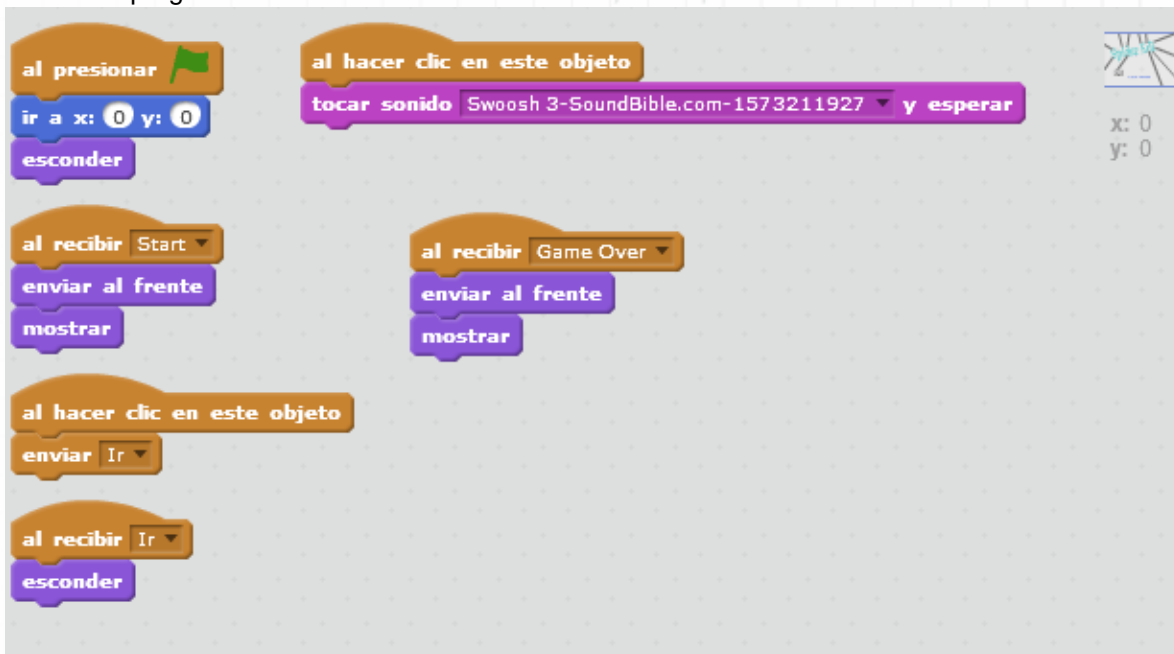 al presionar
ir a x: 0 y: 0
esconder
al hacer clic en este objeto
tocar sonido Swoosh 3-SoundBible.com-1573211927 y esperar
x: 0
y: 0
al recibir Start
enviar al frente
mostrar
al recibir Game Over
enviar al frente
mostrar
al hacer clic en este objeto
enviar Ir
al recibir Ir
esconder